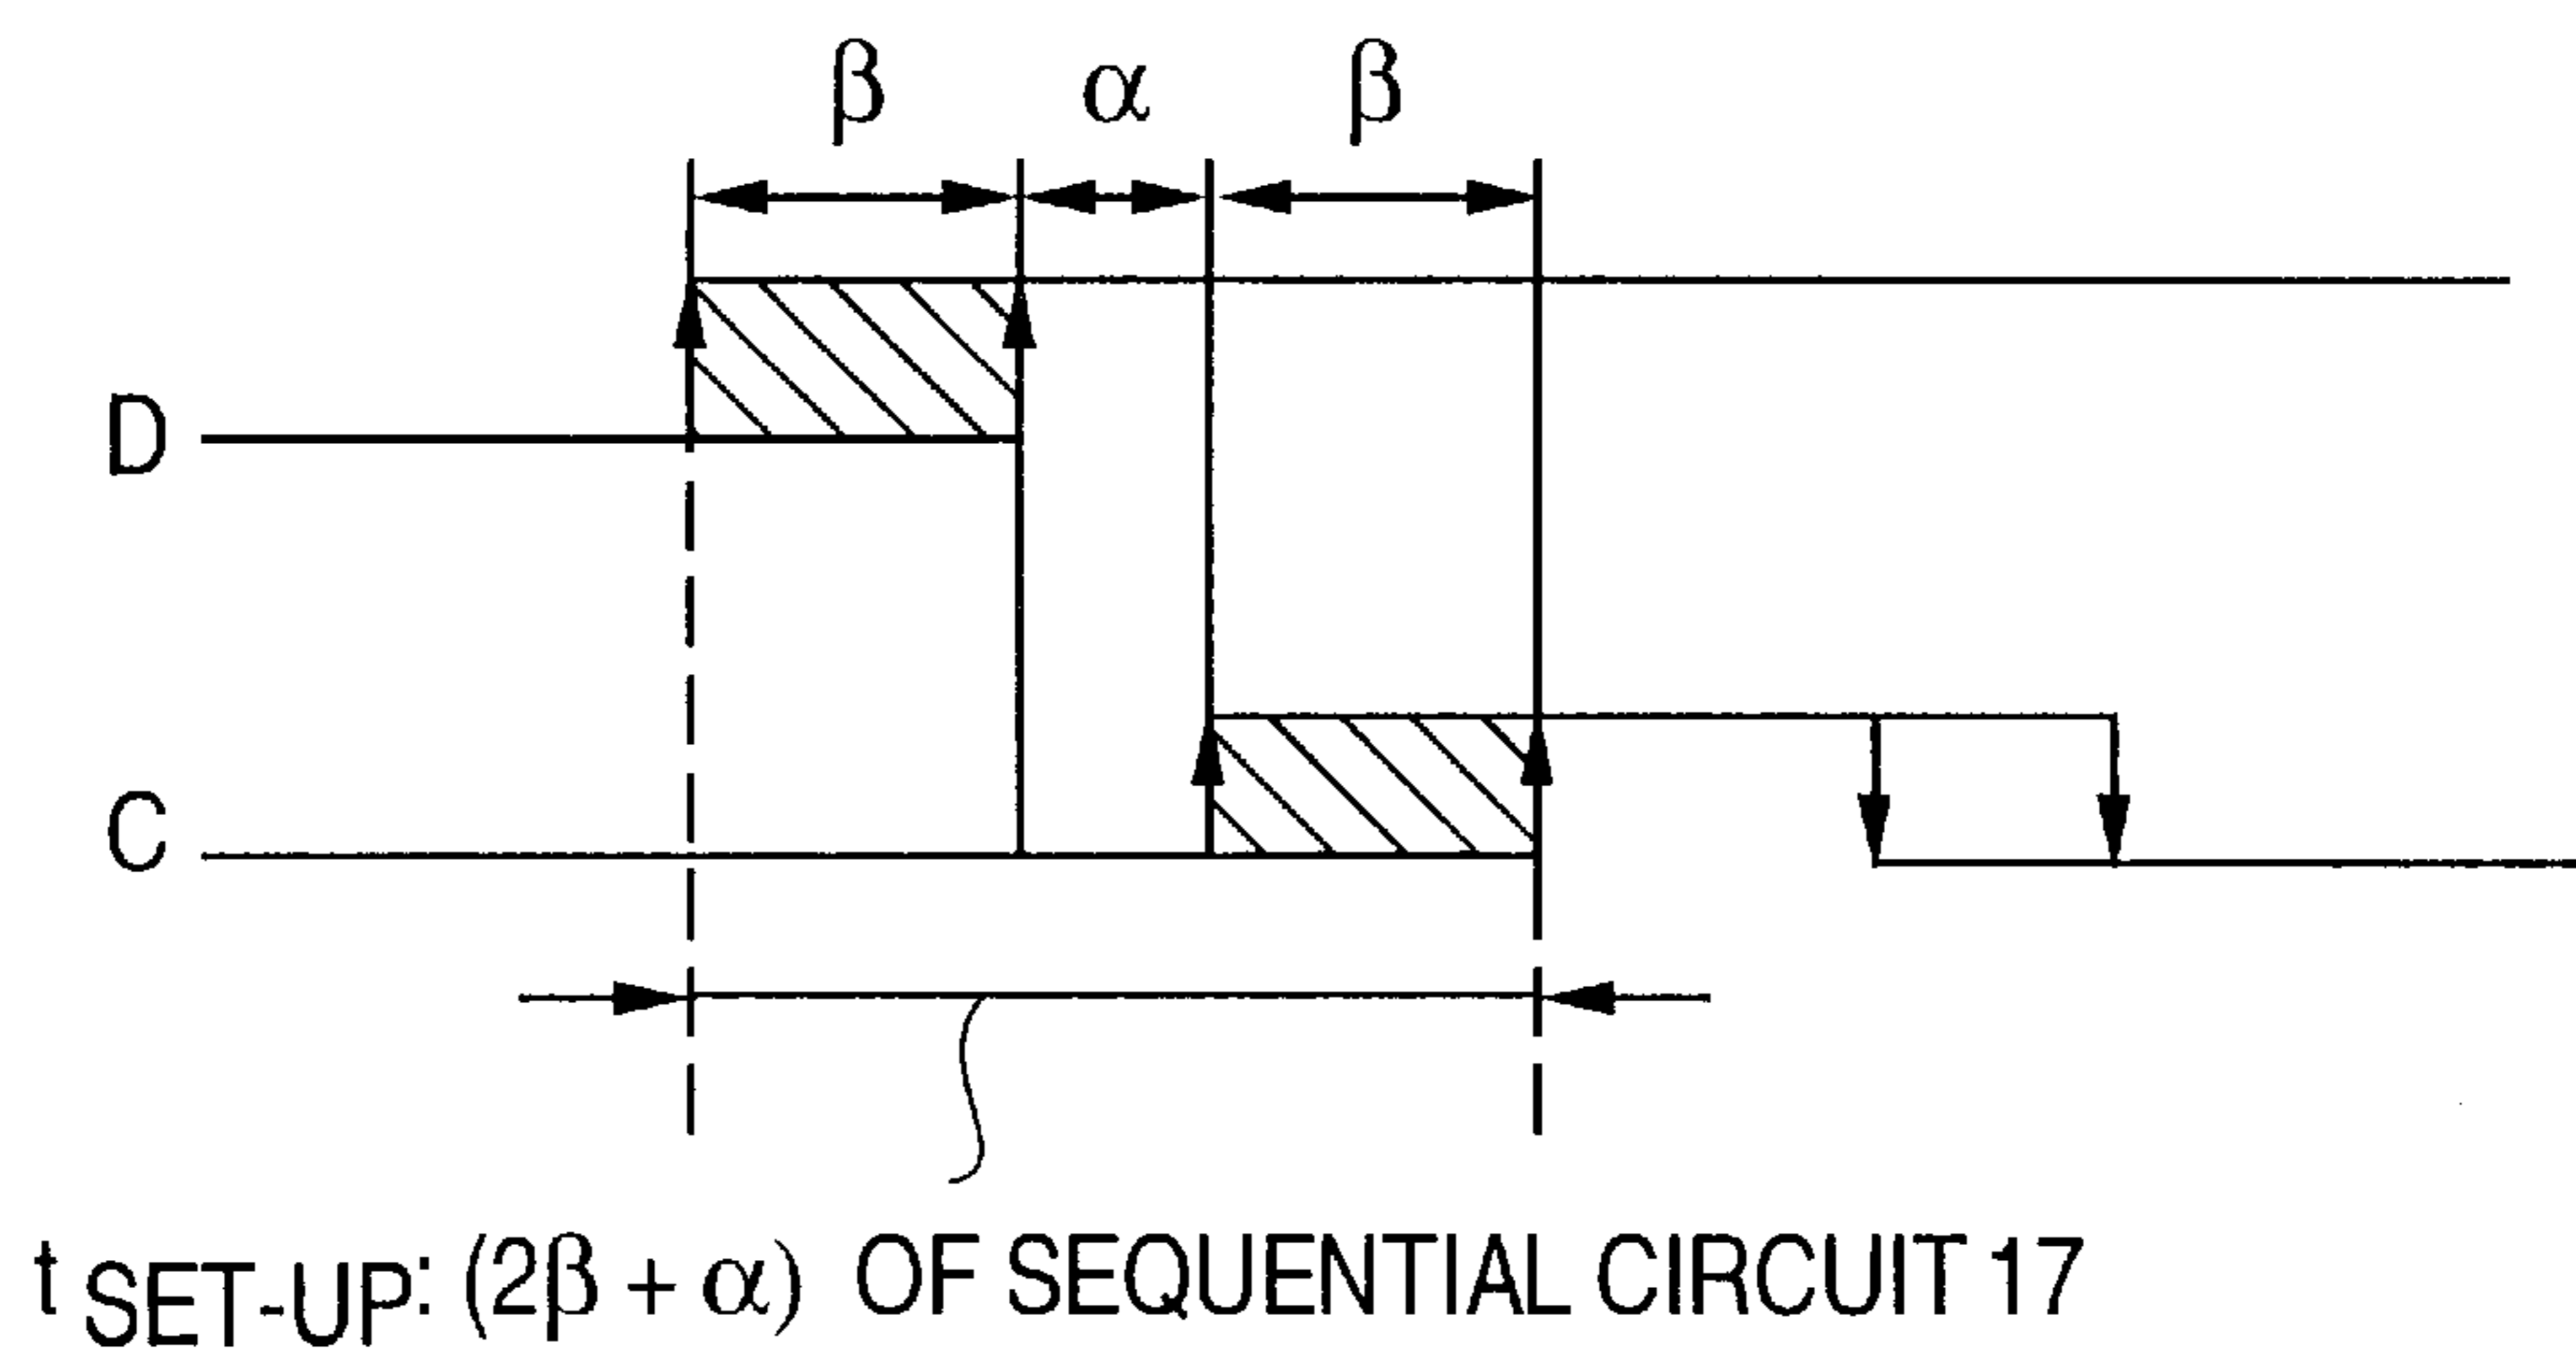 β α β
D
C
t SET-UP: (2β + α) OF SEQUENTIAL CIRCUIT 17